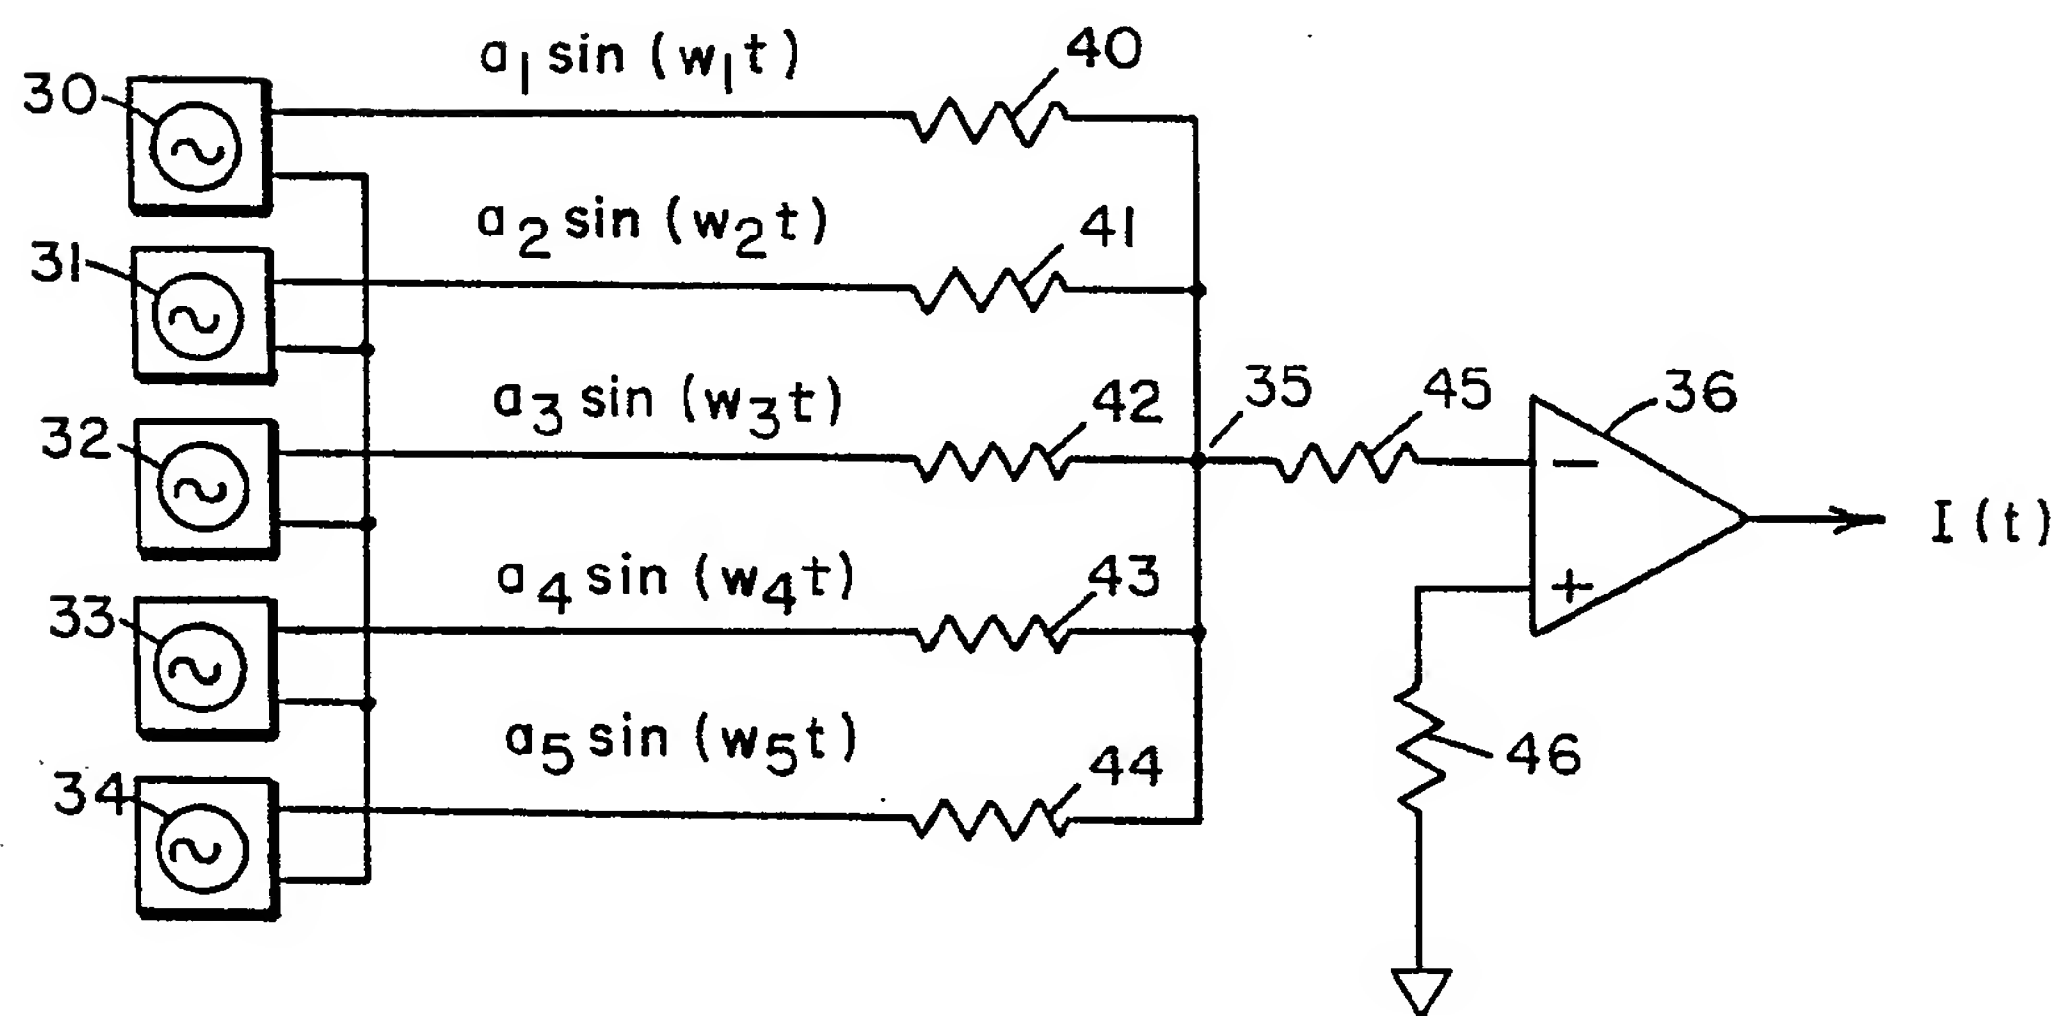 30
a₁ sin (w₁t)
40
31
a₂ sin (w₂t)
41
32
a₃ sin (w₃t)
42
35
45
36
−
+
I (t)
33
a₄ sin (w₄t)
43
34
a₅ sin (w₅t)
44
46